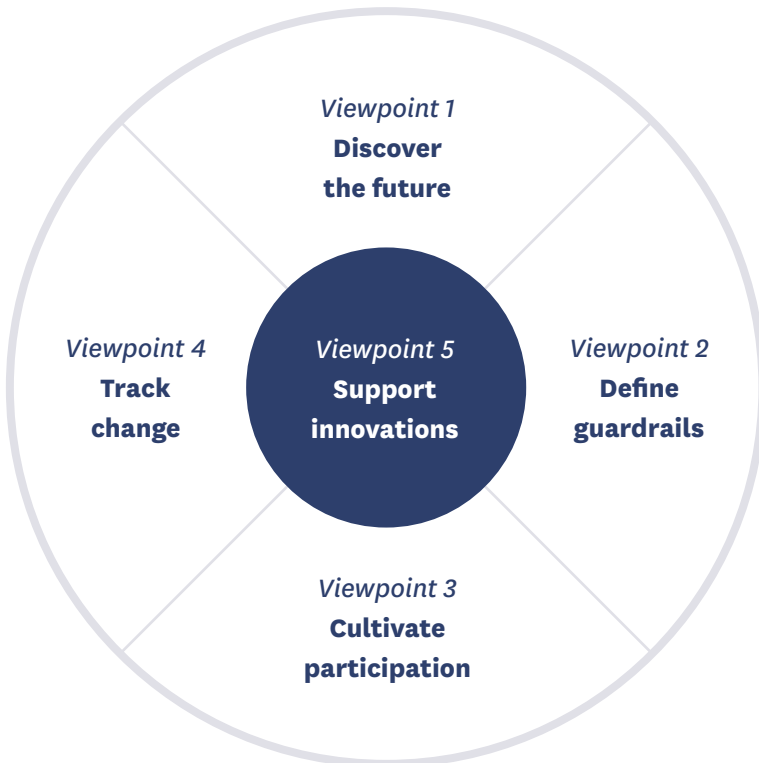 Viewpoint 1
Discover
the future
Viewpoint 2
Define
guardrails
Viewpoint 3
Cultivate
participation
Viewpoint 4
Track
change
Viewpoint 5
Support
innovations